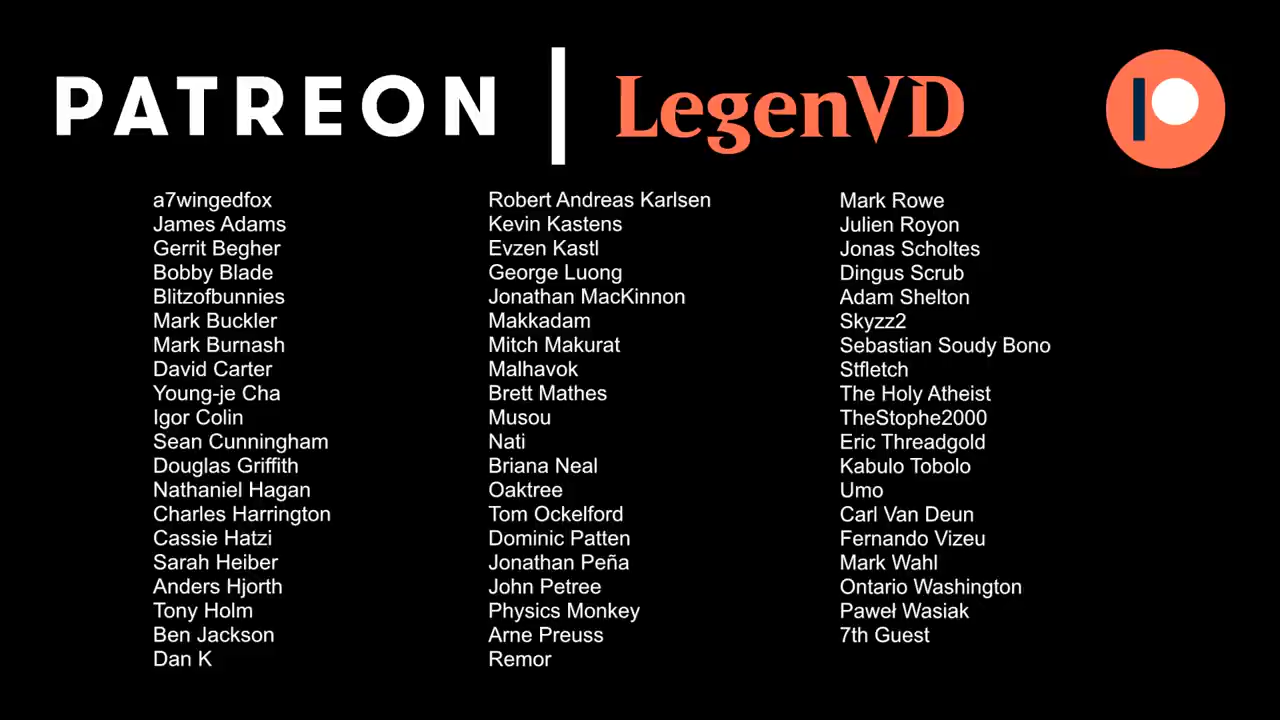 PATREON | LegenVD
a7wingedfox
James Adams
Gerrit Begher
Bobby Blade
Blitzofbunnies
Mark Buckler
Mark Burnash
David Carter
Young-je Cha
Igor Colin
Sean Cunningham
Douglas Griffith
Nathaniel Hagan
Charles Harrington
Cassie Hatzi
Sarah Heiber
Anders Hjorth
Tony Holm
Ben Jackson
Dan K
Robert Andreas Karlsen
Kevin Kastens
Evzen Kastl
George Luong
Jonathan MacKinnon
Makkadam
Mitch Makurat
Malhavok
Brett Mathes
Musou
Nati
Briana Neal
Oaktree
Tom Ockelford
Dominic Patten
Jonathan Peña
John Petree
Physics Monkey
Arne Preuss
Remor
Mark Rowe
Julien Royon
Jonas Scholtes
Dingus Scrub
Adam Shelton
Skyzz2
Sebastian Soudy Bono
Stfletch
The Holy Atheist
TheStophe2000
Eric Threadgold
Kabulo Tobolo
Umo
Carl Van Deun
Fernando Vizeu
Mark Wahl
Ontario Washington
Paweł Wasiak
7th Guest